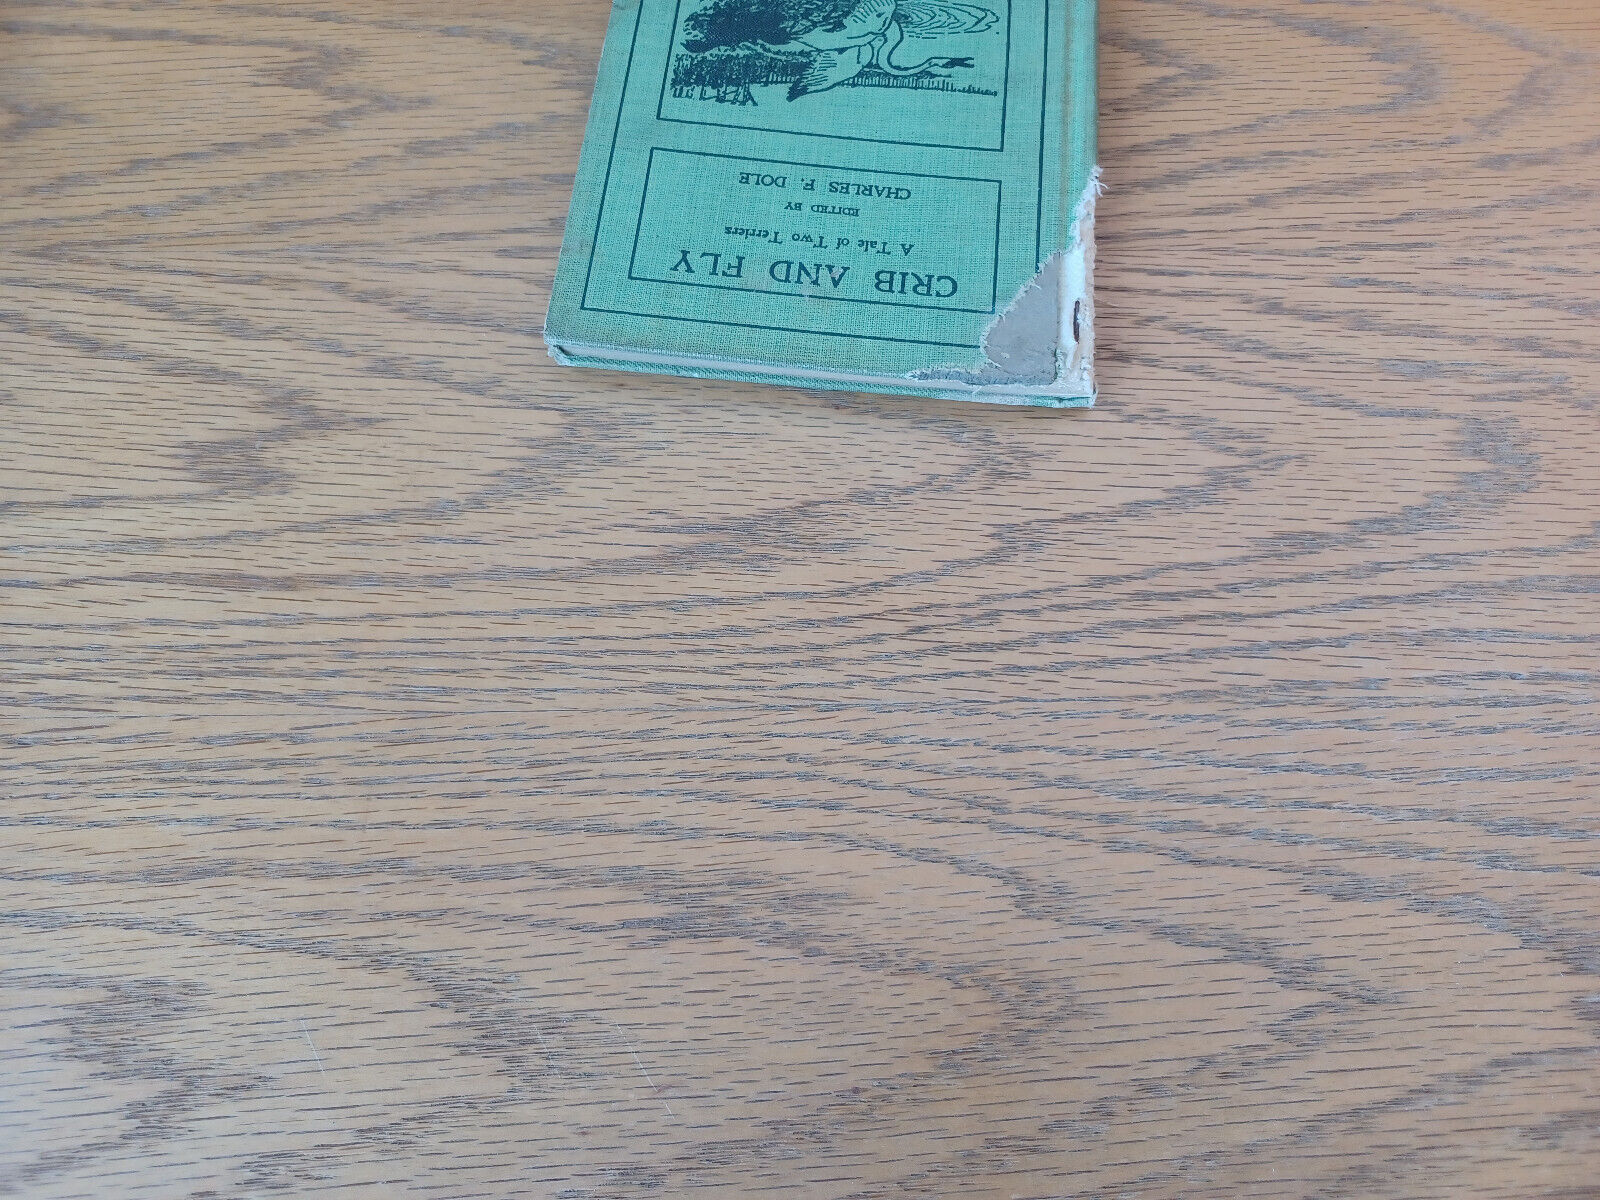 CRIB AND FLY
A Tale of Two Terriers
EDITED BY
CHARLES F. DOLE